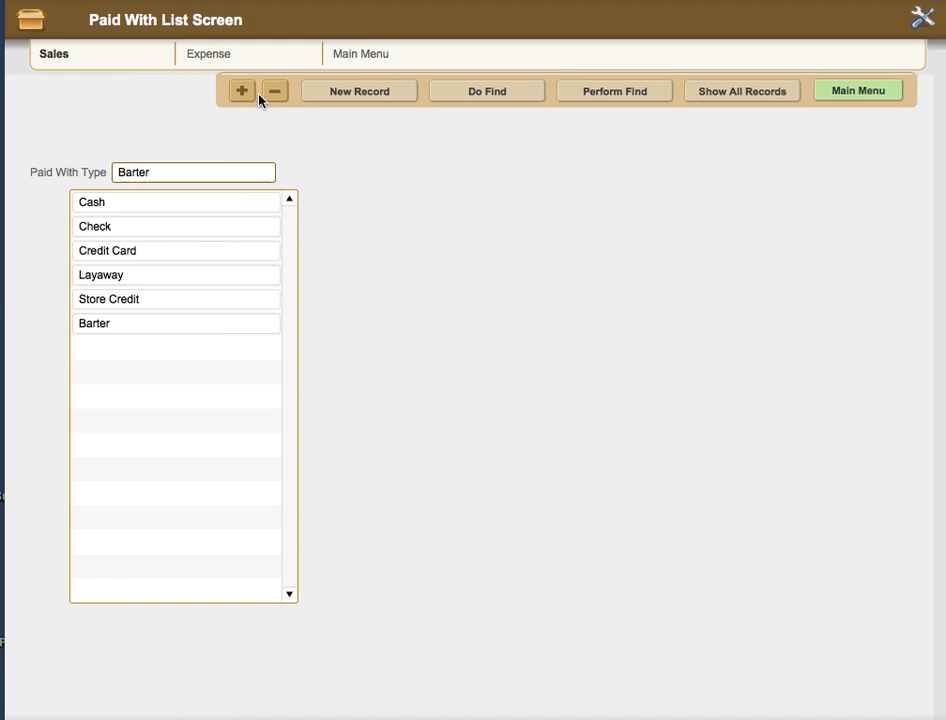 Paid With List Screen
Sales Expense Main Menu
+ − New Record Do Find Perform Find Show All Records Main Menu
Paid With Type Barter
Cash
Check
Credit Card
Layaway
Store Credit
Barter